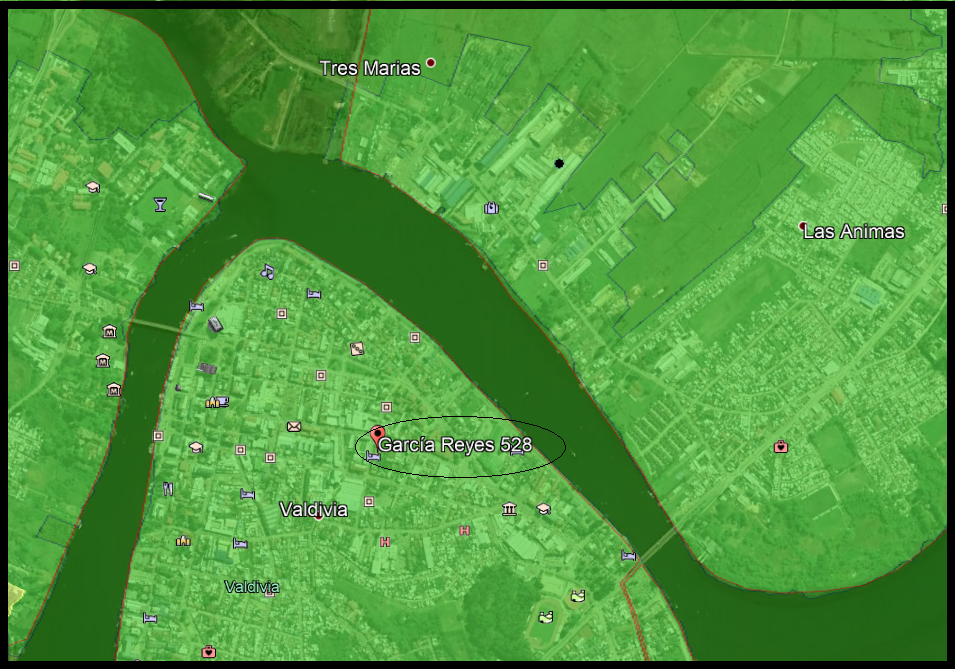 Tres Marias
Las Animas
García Reyes 528
Valdivia
Valdivia